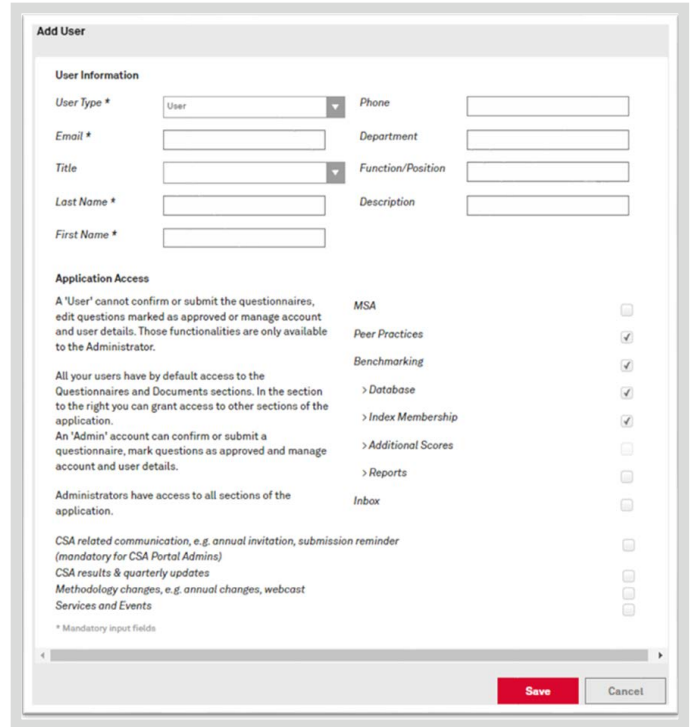 Add User
User Information
User Type *
User
Phone
Email *
Department
Title
Function/Position
Last Name *
Description
First Name *
Application Access
A 'User' cannot confirm or submit the questionnaires,
edit questions marked as approved or manage account
and user details. Those functionalities are only available
to the Administrator.
All your users have by default access to the
Questionnaires and Documents sections. In the section
to the right you can grant access to other sections of the
application.
An 'Admin' account can confirm or submit a
questionnaire, mark questions as approved and manage
account and user details.
Administrators have access to all sections of the
application.
MSA
Peer Practices
Benchmarking
> Database
> Index Membership
> Additional Scores
> Reports
Inbox
CSA related communication, e.g. annual invitation, submission reminder
(mandatory for CSA Portal Admins)
CSA results & quarterly updates
Methodology changes, e.g. annual changes, webcast
Services and Events
* Mandatory input fields
Save
Cancel